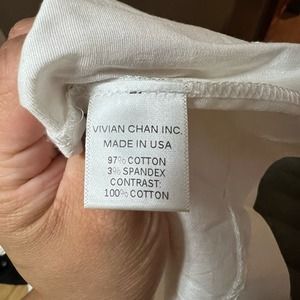 VIVIAN CHAN INC.
MADE IN USA
97% COTTON
3% SPANDEX
CONTRAST:
100% COTTON